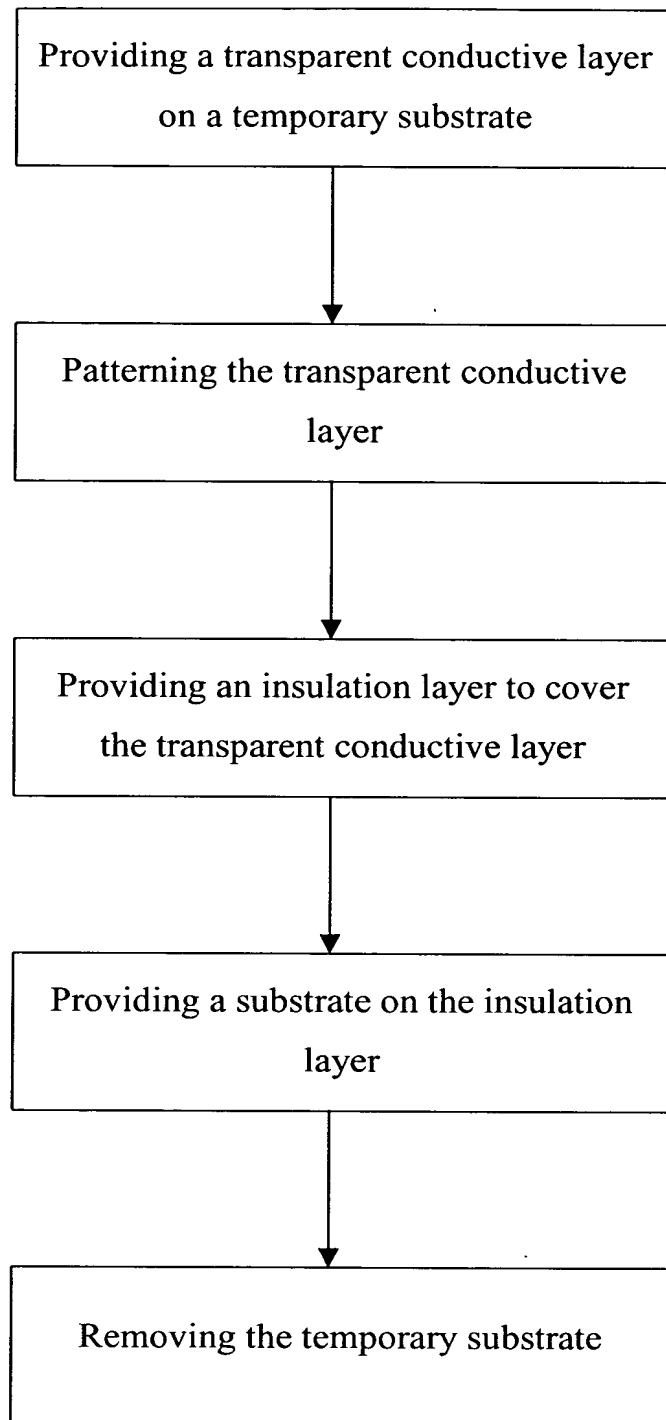 Providing a transparent conductive layer
on a temporary substrate
Patterning the transparent conductive
layer
Providing an insulation layer to cover
the transparent conductive layer
Providing a substrate on the insulation
layer
Removing the temporary substrate